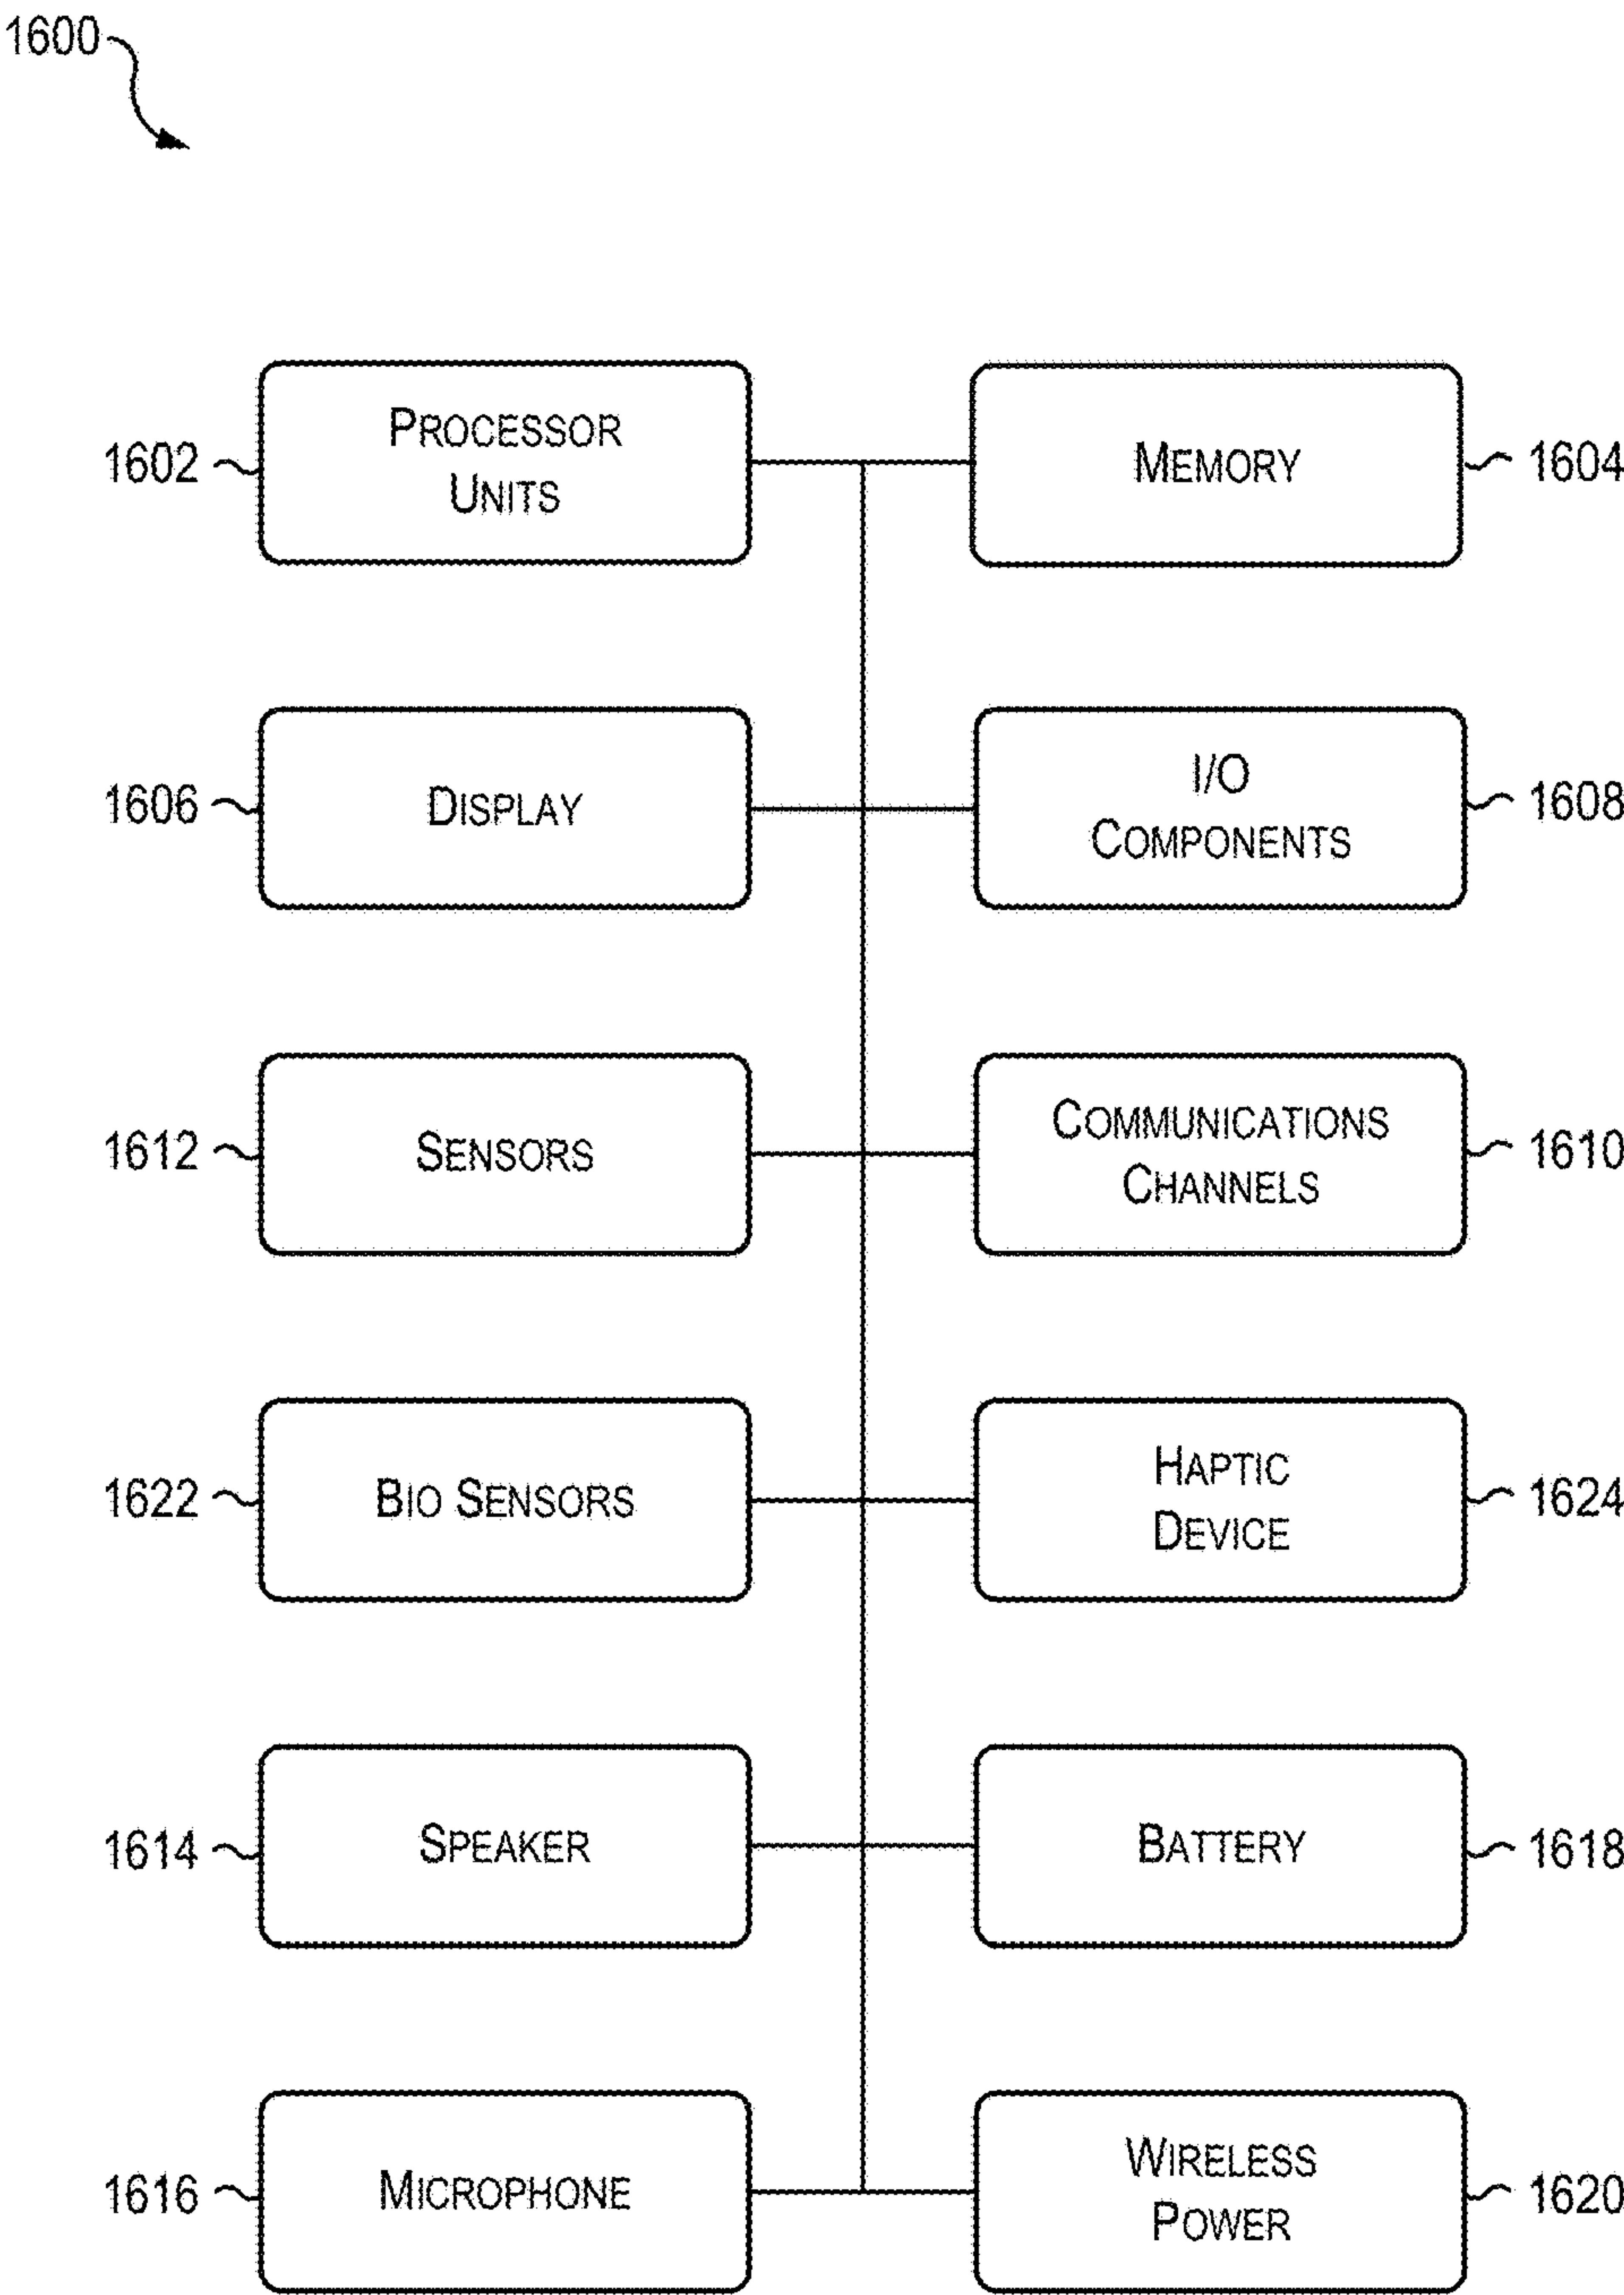 1600
1602
PROCESSOR
UNITS
MEMORY
1604
1606
DISPLAY
I/O
COMPONENTS
1608
1612
SENSORS
COMMUNICATIONS
CHANNELS
1610
1622
BIO SENSORS
HAPTIC
DEVICE
1624
1614
SPEAKER
BATTERY
1618
1616
MICROPHONE
WIRELESS
POWER
1620